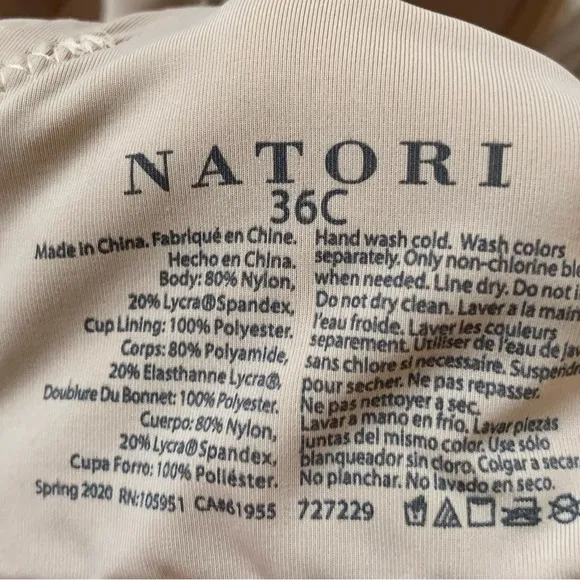 NATORI
36C
Made in China. Fabriqué en Chine.
Hecho en China.
Body: 80% Nylon,
20% Lycra® Spandex,
Cup Lining: 100% Polyester.
Corps: 80% Polyamide,
20% Elasthanne Lycra®.
Doublure Du Bonnet: 100% Polyester.
Cuerpo: 80% Nylon,
20% Lycra® Spandex,
Cupa Forro: 100% Poliéster.
Hand wash cold. Wash colors
separately. Only non-chlorine
when needed. Line dry. Do not
Do not dry clean. Laver a la main
l'eau froide. Laver les couleurs
separement. Utiliser de l'eau de
sans chlore si necessaire.
pour secher. Ne pas repasser.
Ne pas nettoyer a sec.
Lavar a mano en frio. Lavar piezas
juntas del mismo color. Use sólo
blanqueador sin cloro. Colgar a secar.
No planchar. No lavado en seco.
Spring 2020 RN:105951 CA#61955 727229